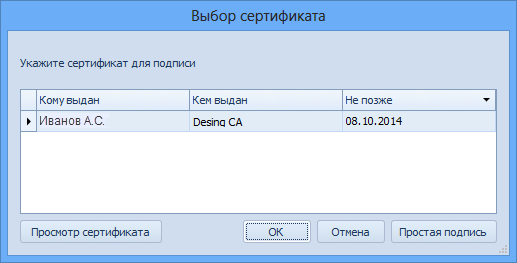 Выбор сертификата
Укажите сертификат для подписи
Кому выдан Кем выдан Не позже
Иванов А.С. Desing CA 08.10.2014
Просмотр сертификата ОК Отмена Простая подпись